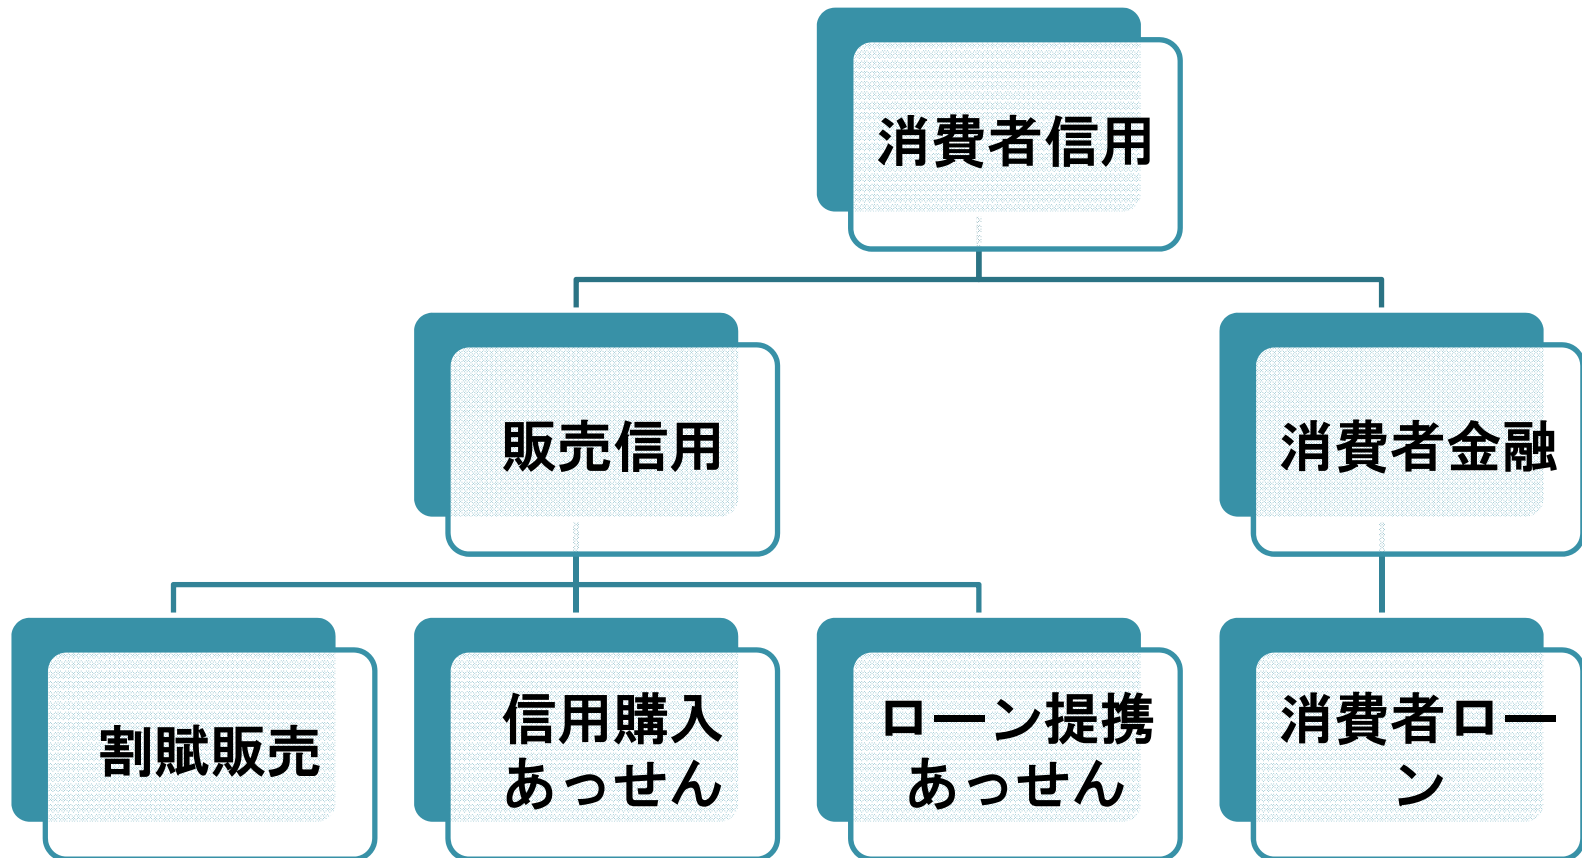 消費者信用
販売信用
消費者金融
割賦販売
信用購入
あっせん
ローン提携
あっせん
消費者ロー
ン